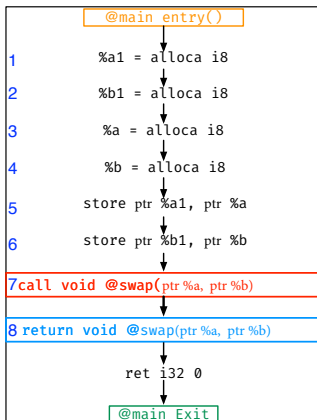 @main entry()
1 %a1 = alloca i8
2 %b1 = alloca i8
3 %a = alloca i8
4 %b = alloca i8
5 store ptr %a1, ptr %a
6 store ptr %b1, ptr %b
7 call void @swap(ptr %a, ptr %b)
8 return void @swap(ptr %a, ptr %b)
ret i32 0
@main Exit